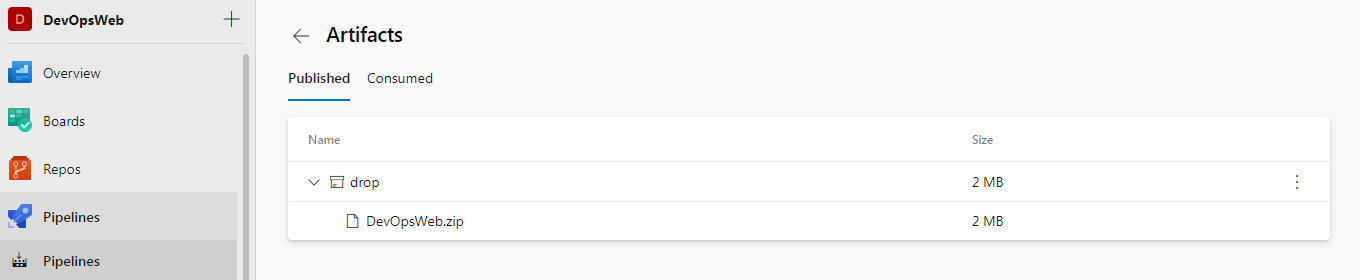 D DevOpsWeb +
Overview
Boards
Repos
Pipelines
Pipelines
← Artifacts
Published Consumed
Name Size
drop 2 MB
DevOpsWeb.zip 2 MB